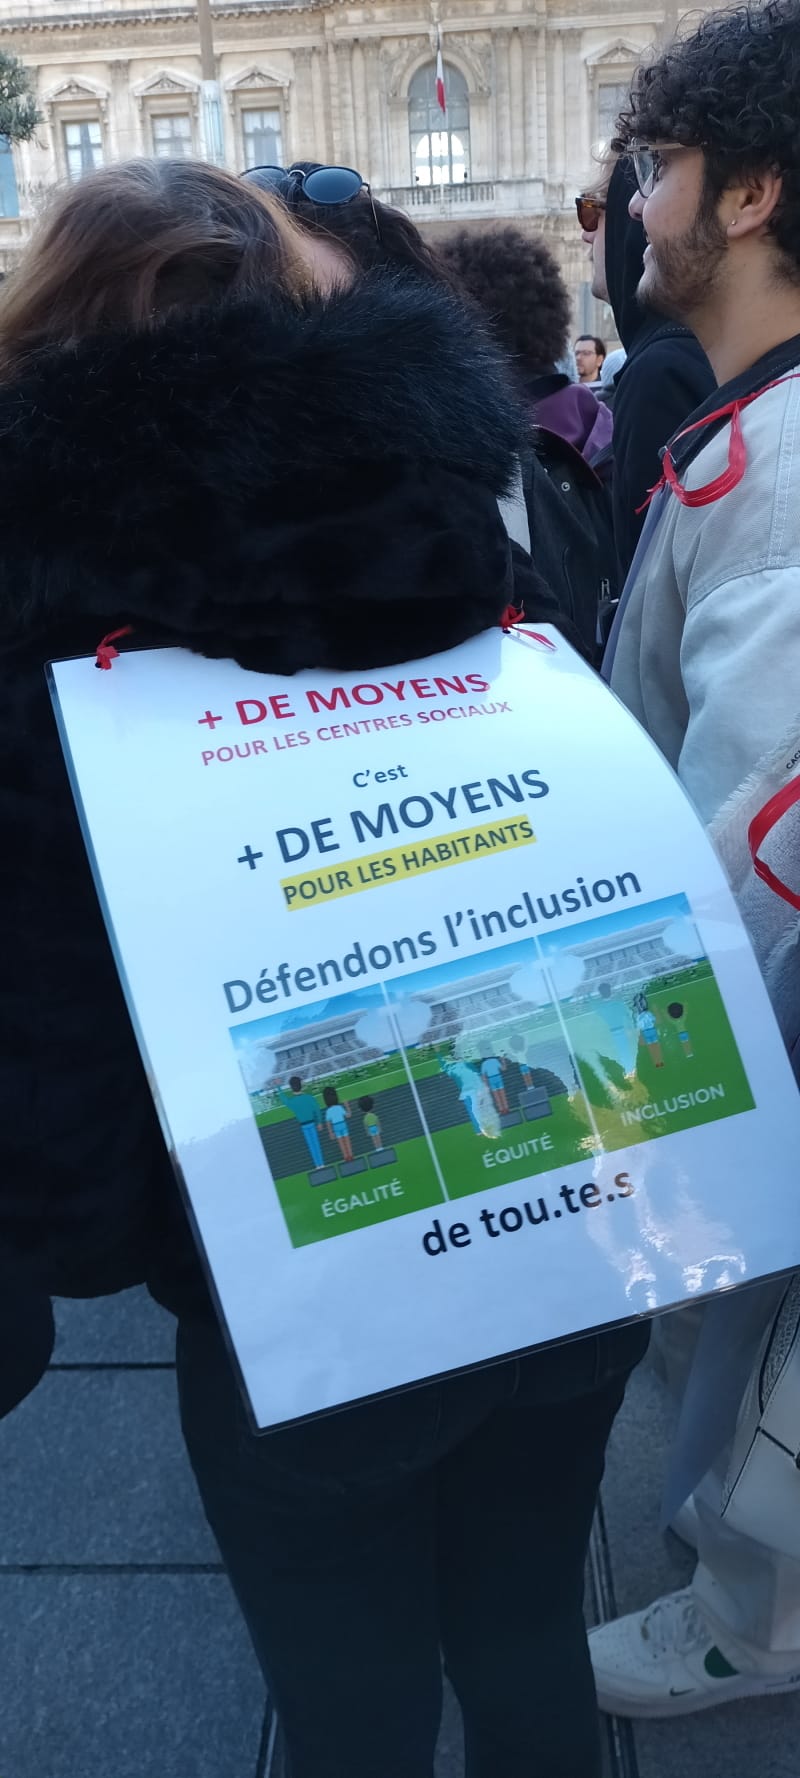 + DE MOYENS
POUR LES CENTRES SOCIAUX
C'est
+ DE MOYENS
POUR LES HABITANTS
Défendons l'inclusion
ÉGALITÉ
ÉQUITÉ
INCLUSION
de tou.te.s